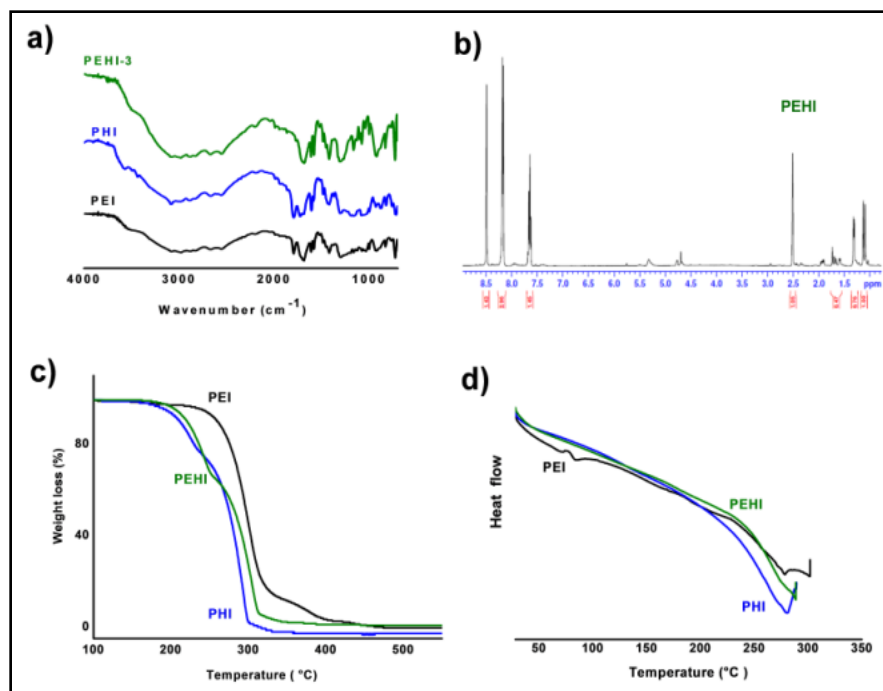 a)
PEHI-3
PHI
PEI
4000 3000 2000 1000
Wavenumber (cm-1)
b)
PEHI
8.5 8.0 7.5 7.0 6.5 6.0 5.5 5.0 4.5 4.0 3.5 3.0 2.5 2.0 1.5 ppm
c)
PEI
PEHI
PHI
80
40
0
Weight loss (%)
100 200 300 400 500
Temperature ( °C)
d)
PEI
PEHI
PHI
Heat flow
50 100 150 200 250 300 350
Temperature (°C)